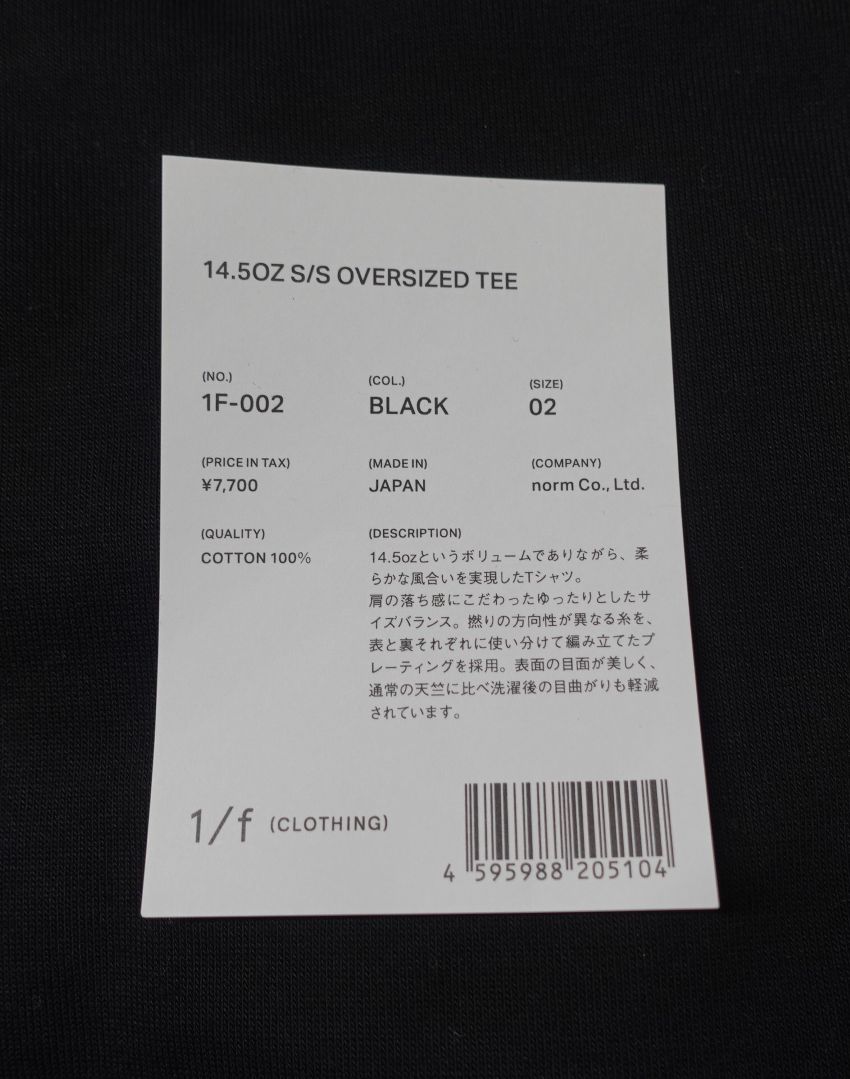 14.5OZ S/S OVERSIZED TEE
(NO.) (COL.) (SIZE)
1F-002 BLACK 02
(PRICE IN TAX) (MADE IN) (COMPANY)
¥7,700 JAPAN norm Co., Ltd.
(QUALITY) (DESCRIPTION)
COTTON 100%
14.5ozというボリュームでありながら、柔
らかな風合いを実現したTシャツ。
肩の落ち感にこだわったゆったりとしたサ
イズバランス。撚りの方向性が異なる糸を、
表と裏それぞれに使い分けて編み立てたプ
レーティングを採用。表面の目面が美しく、
通常の天竺に比べ洗濯後の目曲がりも軽減
されています。
1/f (CLOTHING)
4 595988 205104